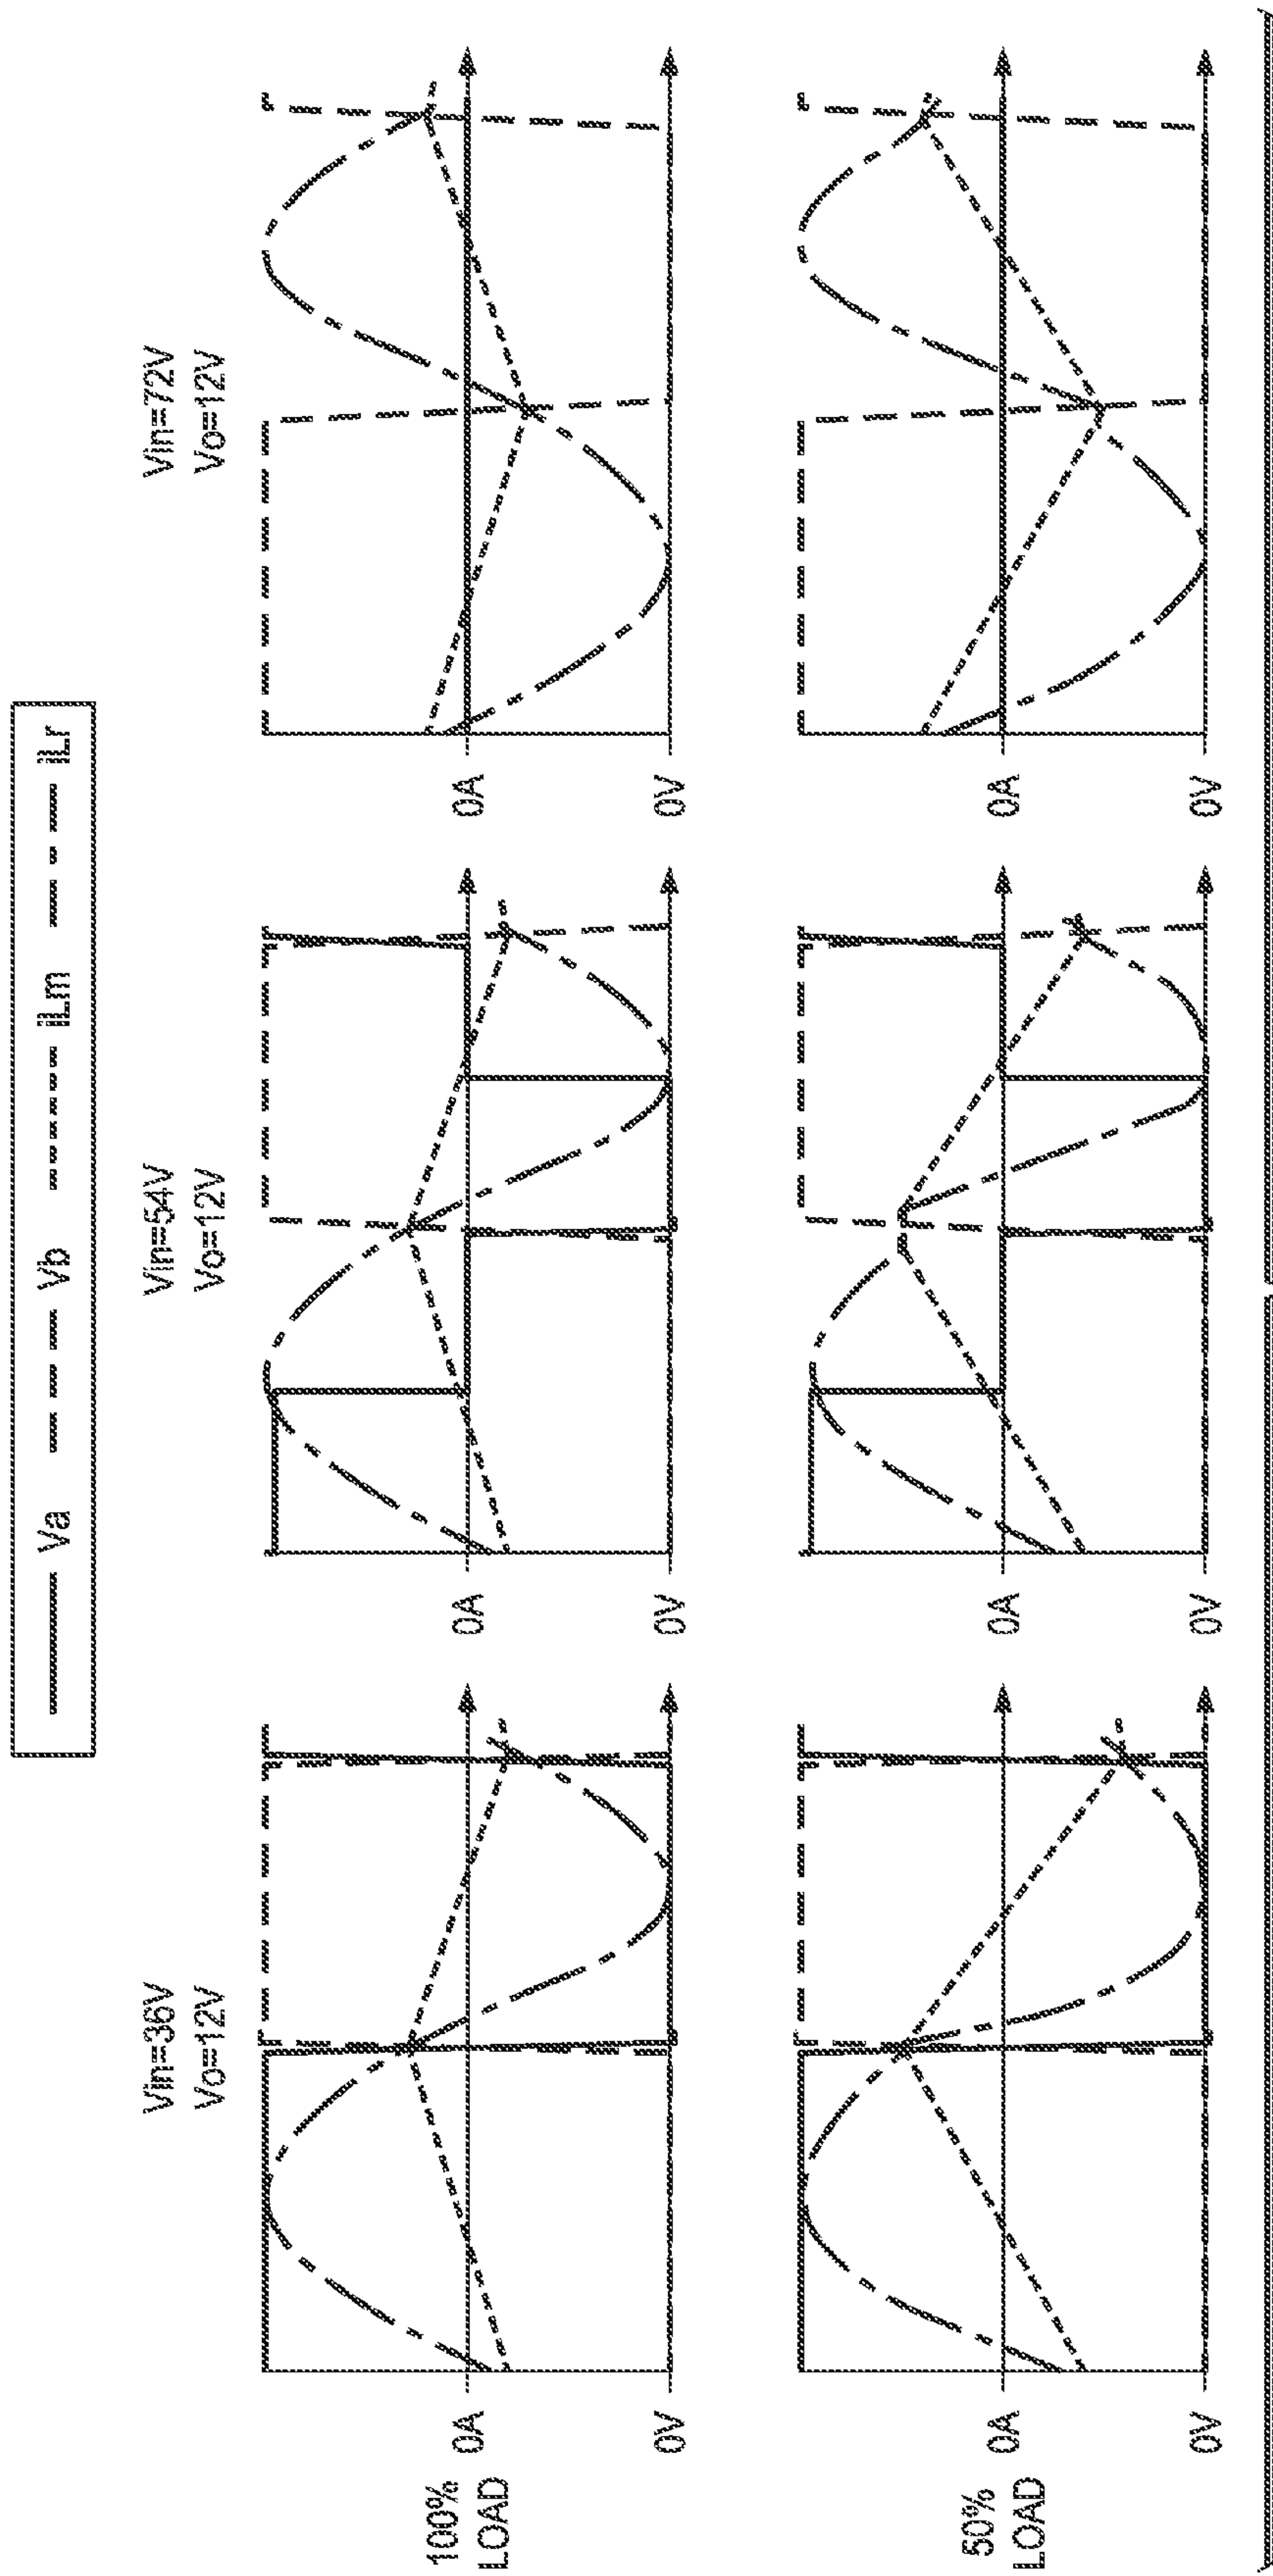 Va Vb iLm iLr
Vin=36V
Vo=12V
Vin=54V
Vo=12V
Vin=72V
Vo=12V
100%
LOAD
0A
0V
0A
0V
0A
0V
50%
LOAD
0A
0V
0A
0V
0A
0V